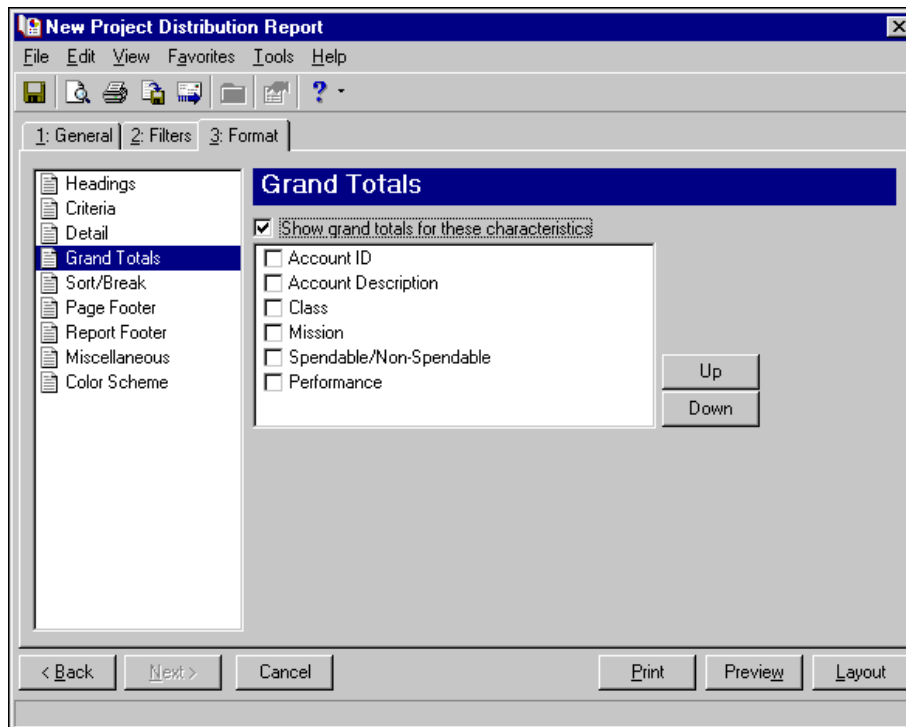 New Project Distribution Report
File Edit View Favorites Tools Help
?
1: General 2: Filters 3: Format
Headings
Criteria
Detail
Grand Totals
Sort/Break
Page Footer
Report Footer
Miscellaneous
Color Scheme
Grand Totals
Show grand totals for these characteristics
Account ID
Account Description
Class
Mission
Spendable/Non-Spendable
Performance
Up
Down
< Back Next > Cancel Print Preview Layout